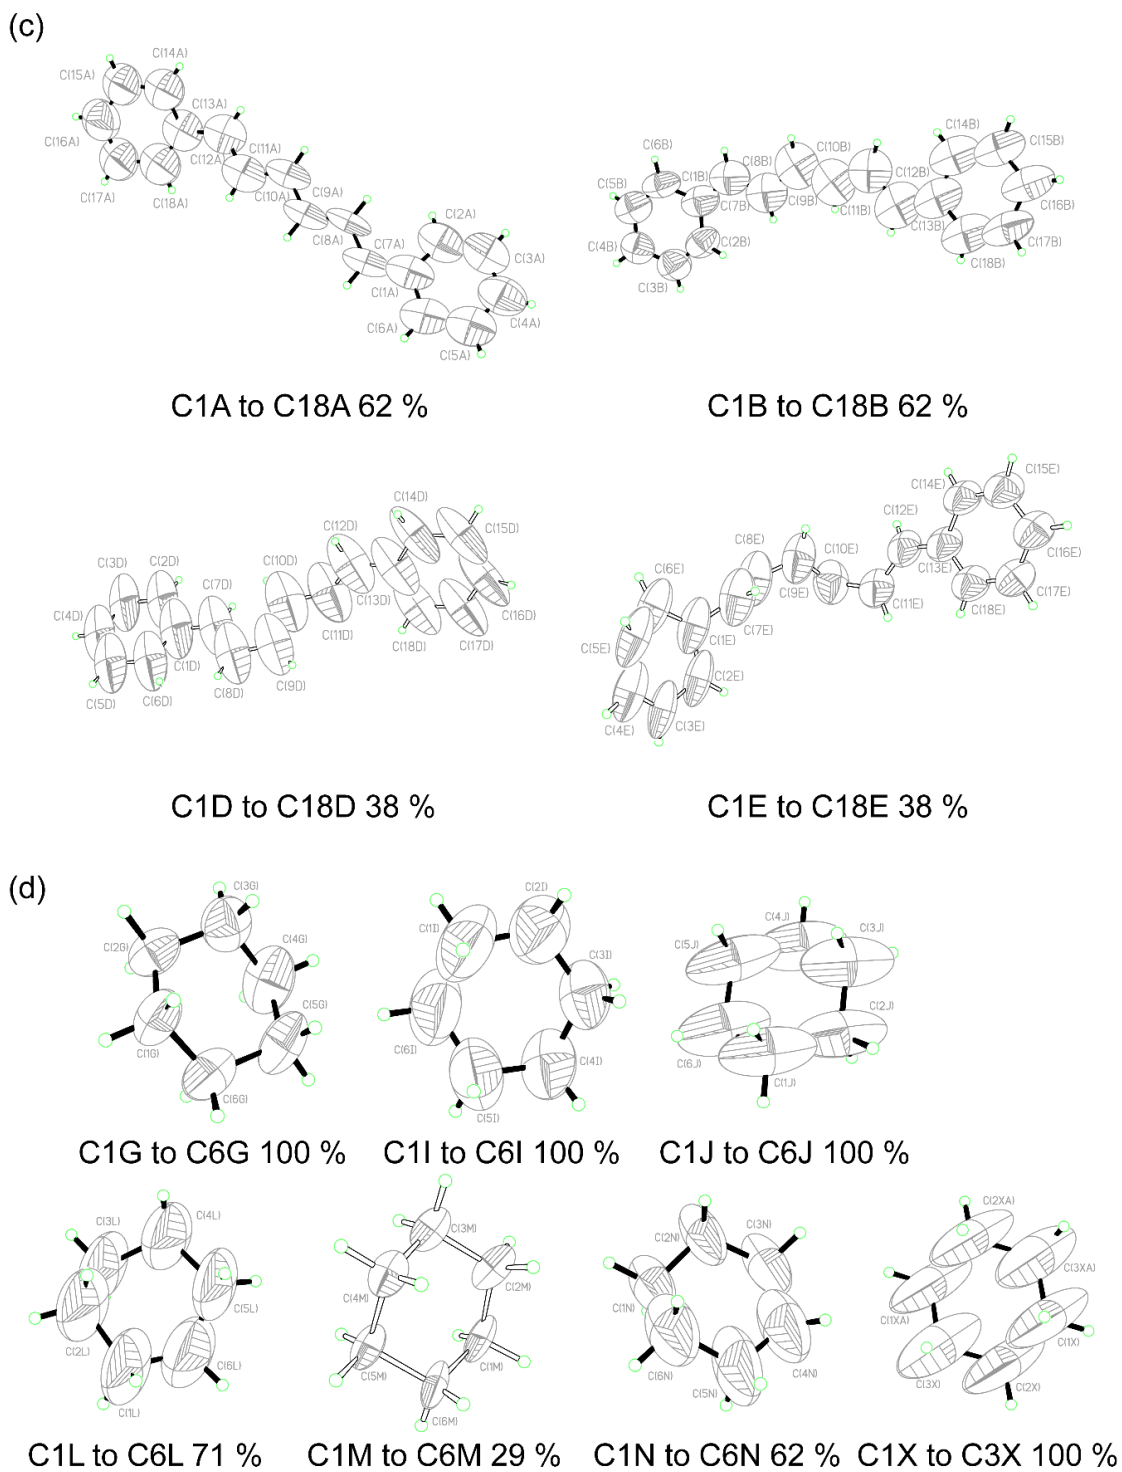 (c)
C(14A)
C(15A)
C(13A)
C(16A)
C(12A)
C(11A)
C(17A)
C(18A)
C(10A)
C(9A)
C(8A)
C(2A)
C(7A)
C(3A)
C(1A)
C(6A)
C(4A)
C(5A)
C(14B)
C(15B)
C(10B)
C(6B)
C(8B)
C(12B)
C(1B)
C(5B)
C(7B)
C(9B)
C(11B)
C(16B)
C(13B)
C(4B)
C(2B)
C(17B)
C(3B)
C(18B)
C1A to C18A 62 %
C1B to C18B 62 %
C(14D)
C(12D)
C(15D)
C(3D)
C(2D)
C(10D)
C(7D)
C(4D)
C(13D)
C(16D)
C(11D)
C(18D)
C(17D)
C(1D)
C(8D)
C(9D)
C(5D)
C(6D)
C(15E)
C(14E)
C(12E)
C(8E)
C(10E)
C(16E)
C(13E)
C(6E)
C(9E)
C(11E)
C(17E)
C(18E)
C(7E)
C(1E)
C(5E)
C(2E)
C(4E)
C(3E)
C1D to C18D 38 %
C1E to C18E 38 %
(d)
C(3G)
C(4G)
C(2G)
C(5G)
C(1G)
C(6G)
C(2I)
C(1I)
C(3I)
C(6I)
C(4I)
C(5I)
C(4J)
C(3J)
C(5J)
C(2J)
C(6J)
C(1J)
C1G to C6G 100 %
C1I to C6I 100 %
C1J to C6J 100 %
C(4L)
C(3L)
C(5L)
C(2L)
C(6L)
C(1L)
C(3M)
C(2M)
C(4M)
C(1M)
C(5M)
C(6M)
C(2N)
C(3N)
C(1N)
C(6N)
C(4N)
C(5N)
C(2XA)
C(3XA)
C(1XA)
C(1X)
C(3X)
C(2X)
C1L to C6L 71 %
C1M to C6M 29 %
C1N to C6N 62 %
C1X to C3X 100 %